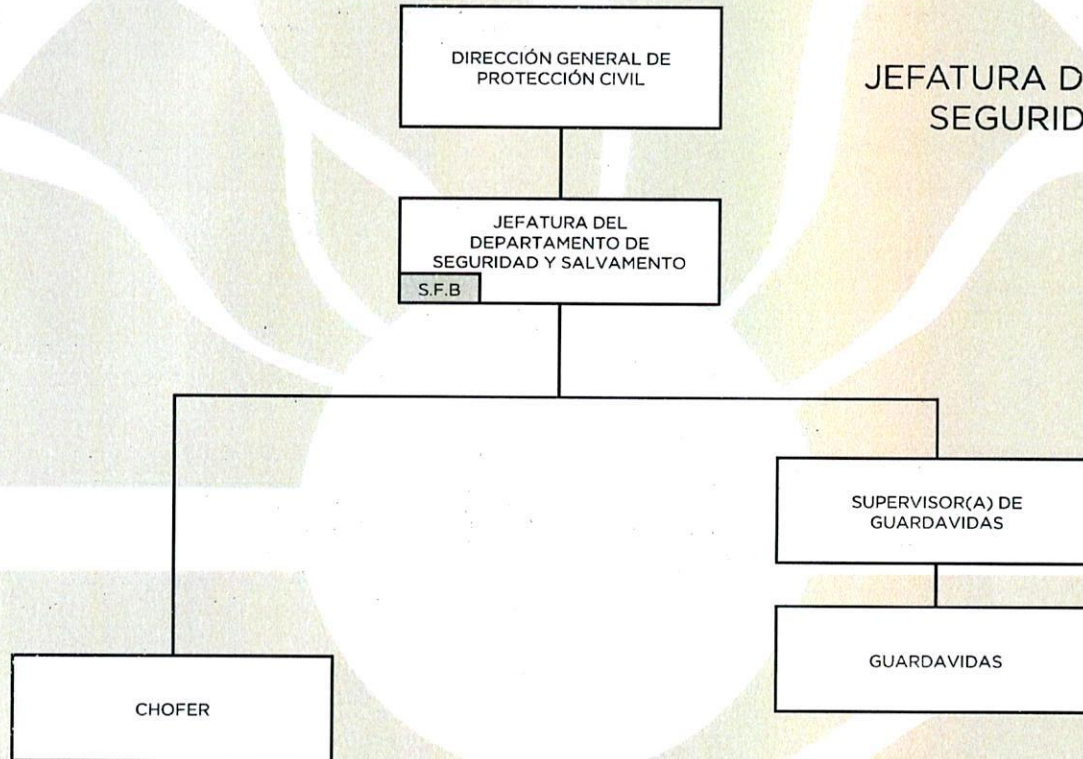 DIRECCIÓN GENERAL DE
PROTECCIÓN CIVIL
JEFATURA D
SEGURID
JEFATURA DEL
DEPARTAMENTO DE
SEGURIDAD Y SALVAMENTO
S.F.B
SUPERVISOR(A) DE
GUARDAVIDAS
GUARDAVIDAS
CHOFER